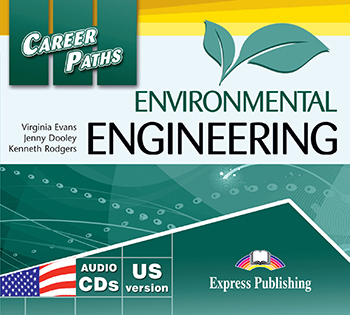 CAREER
PATHS
ENVIRONMENTAL
ENGINEERING
Virginia Evans
Jenny Dooley
Kenneth Rodgers
AUDIO
CDs
US
version
Express Publishing